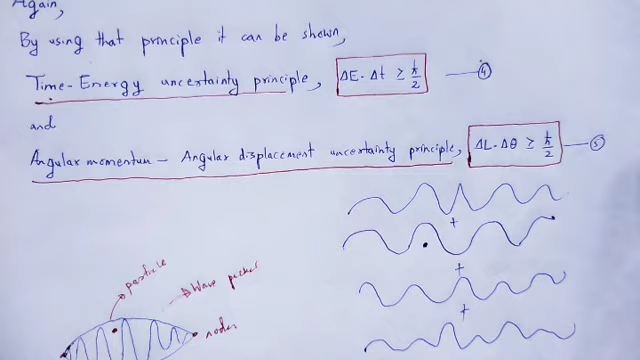 Again,
By using that principle it can be shown,
Time-Energy uncertainty principle, ΔE. Δt ≥ ħ/2 —④
and
Angular momentum – Angular displacement uncertainty principle, ΔL.Δθ ≥ ħ/2 —⑤
+
+
+
particle
Wave packet
nodes